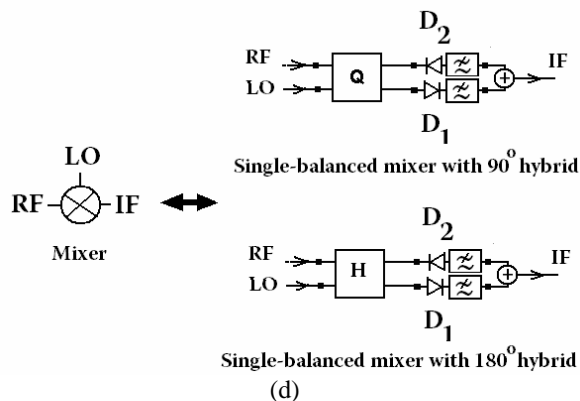 D₂
RF
Q
IF
LO
D₁
Single-balanced mixer with 90° hybrid
LO
RF
IF
Mixer
D₂
RF
H
IF
LO
D₁
Single-balanced mixer with 180° hybrid
(d)